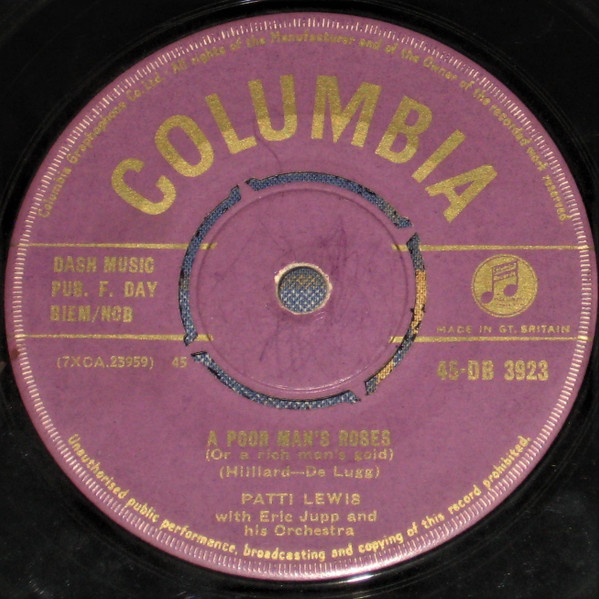 Columbia Graphophone Co. Ltd., All rights of the Manufacturer and of the Owner of the recorded work reserved.
COLUMBIA
DASH MUSIC
PUB. F. DAY
BIEM/NCB
MADE IN GT. BRITAIN
(7XCA.23959) 45
45-DB 3923
A POOR MAN'S ROSES
(Or a rich man's gold)
(Hilliard—De Lugg)
PATTI LEWIS
with Eric Jupp and
his Orchestra
Unauthorised public performance, broadcasting and copying of this record prohibited.